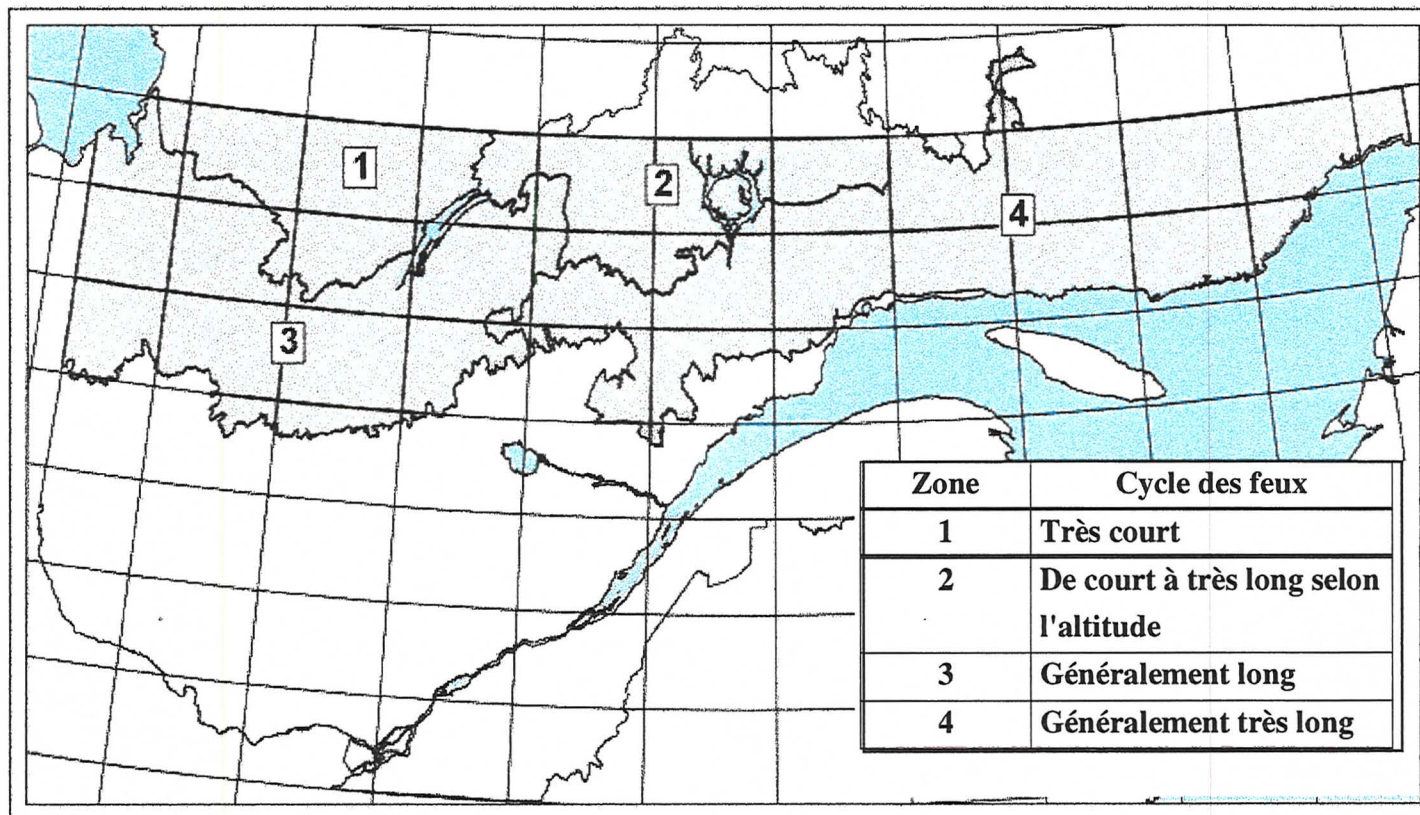 1
2
4
3
Zone Cycle des feux
1 Très court
2 De court à très long selon
l'altitude
3 Généralement long
4 Généralement très long